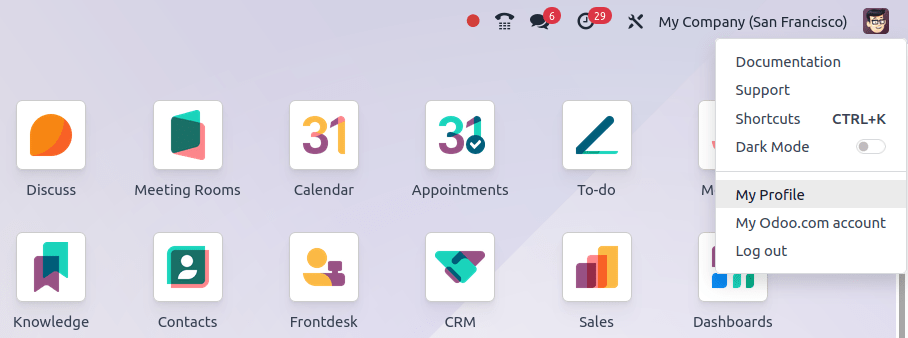 6
29
My Company (San Francisco)
Documentation
Support
Shortcuts CTRL+K
Dark Mode
My Profile
My Odoo.com account
Log out
31
31
Discuss
Meeting Rooms
Calendar
Appointments
To-do
Knowledge
Contacts
Frontdesk
CRM
Sales
Dashboards